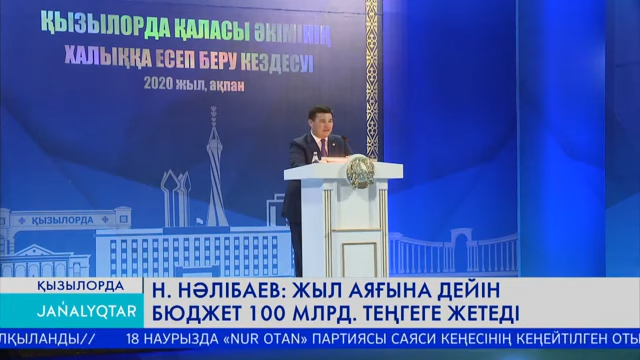 ҚЫЗЫЛОРДА ҚАЛАСЫ ӘКІМІНІҢ
ХАЛЫҚҚА ЕСЕП БЕРУ КЕЗДЕСУІ
2020 жыл, ақпан
ҚЫЗЫЛОРДА
ҚЫЗЫЛОРДА
JAŃALYQTAR
Н. НӘЛІБАЕВ: ЖЫЛ АЯҒЫНА ДЕЙІН
БЮДЖЕТ 100 МЛРД. ТЕҢГЕГЕ ЖЕТЕДІ
ЛҚЫЛАНДЫ// 18 НАУРЫЗДА «NUR OTAN» ПАРТИЯСЫ САЯСИ КЕҢЕСІНІҢ КЕҢЕЙТІЛГЕН ОТЫ